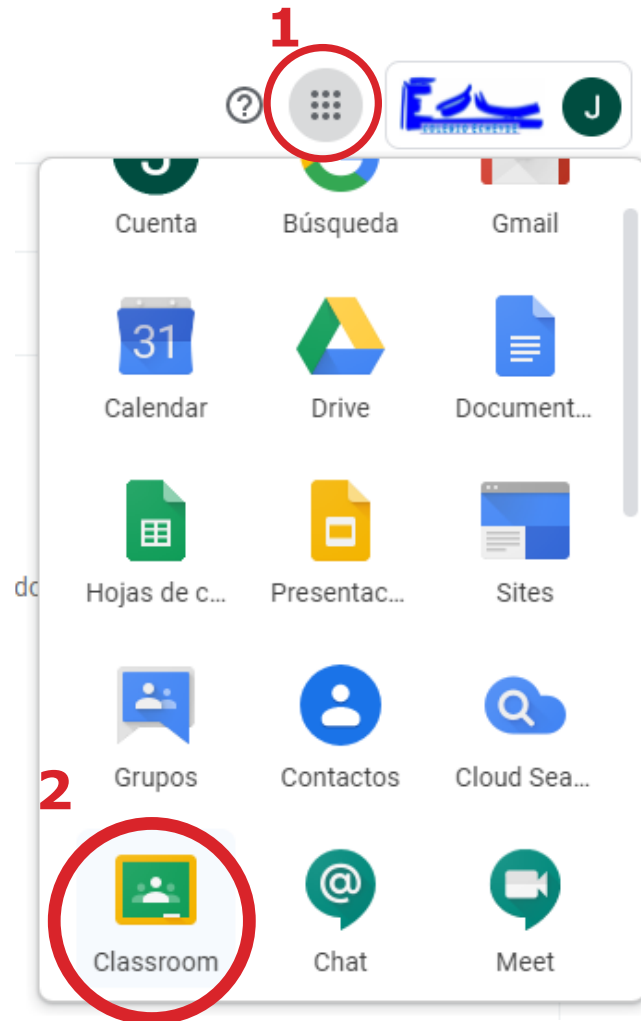 1
J
J
Cuenta Búsqueda Gmail
31
Calendar Drive Document...
Hojas de c... Presentac... Sites
do
Grupos Contactos Cloud Sea...
2
@
Classroom Chat Meet